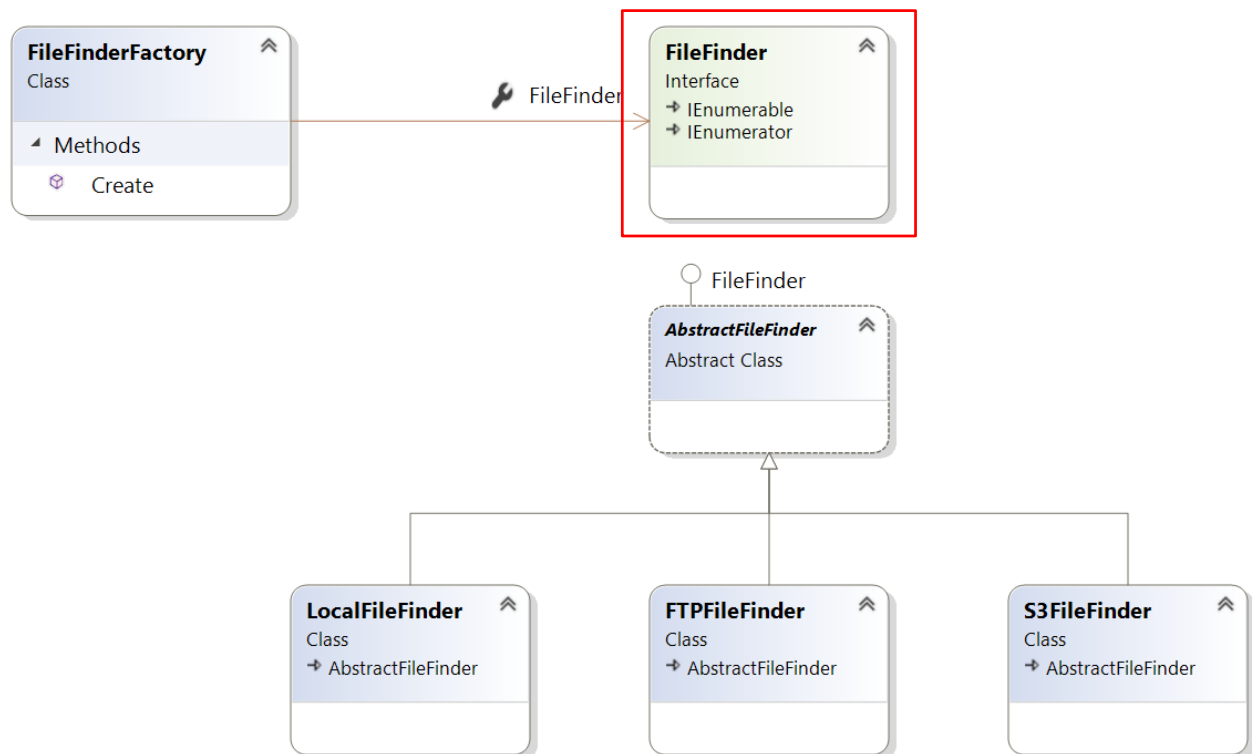 FileFinderFactory
Class
Methods
Create
FileFinder
FileFinder
Interface
IEnumerable
IEnumerator
FileFinder
AbstractFileFinder
Abstract Class
LocalFileFinder
Class
AbstractFileFinder
FTPFileFinder
Class
AbstractFileFinder
S3FileFinder
Class
AbstractFileFinder